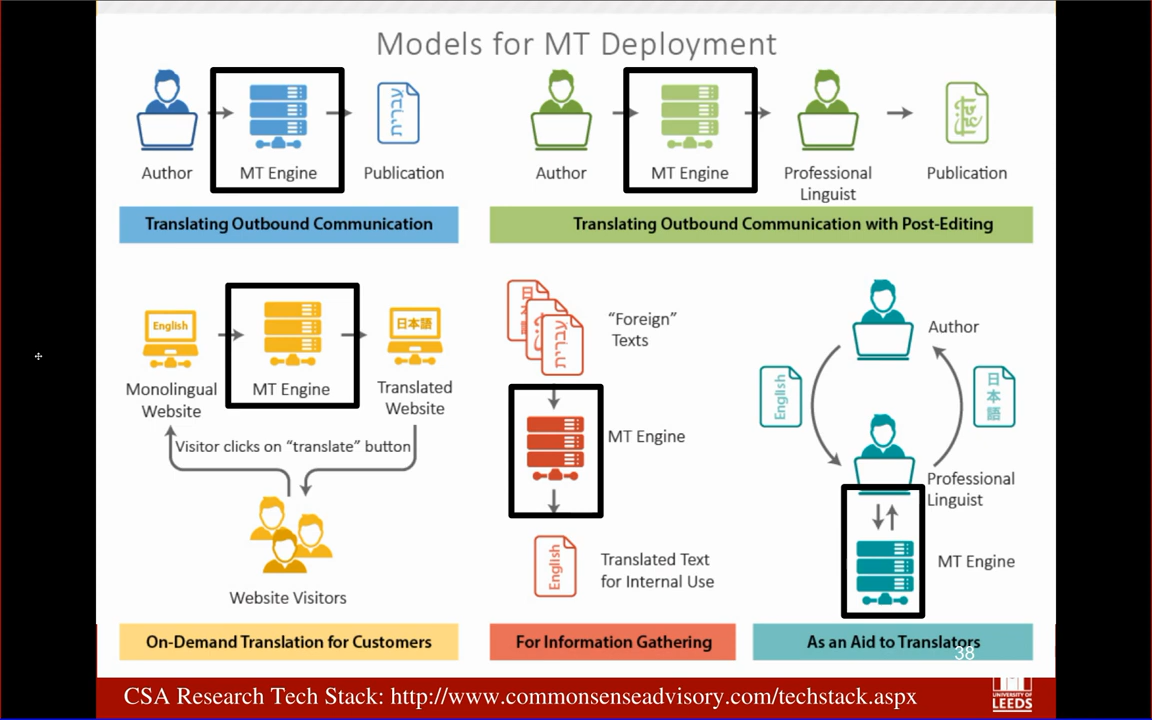 Models for MT Deployment
Author
MT Engine
Publication
Translating Outbound Communication
Author
MT Engine
Professional
Linguist
Publication
Translating Outbound Communication with Post-Editing
English
日本語
Monolingual
Website
MT Engine
Translated
Website
Visitor clicks on “translate” button
Website Visitors
On-Demand Translation for Customers
“Foreign”
Texts
MT Engine
English
Translated Text
for Internal Use
For Information Gathering
Author
English
日本語
Professional
Linguist
MT Engine
As an Aid to Translators
38
CSA Research Tech Stack: http://www.commonsenseadvisory.com/techstack.aspx
UNIVERSITY OF
LEEDS